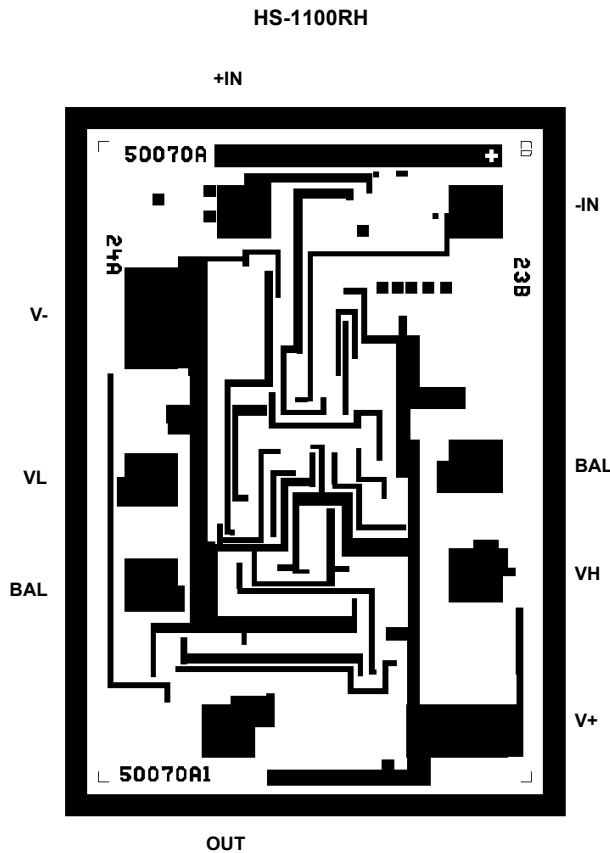 HS-1100RH
+IN
50070A
-IN
24A
23B
V-
VL
BAL
BAL
VH
V+
50070A1
OUT